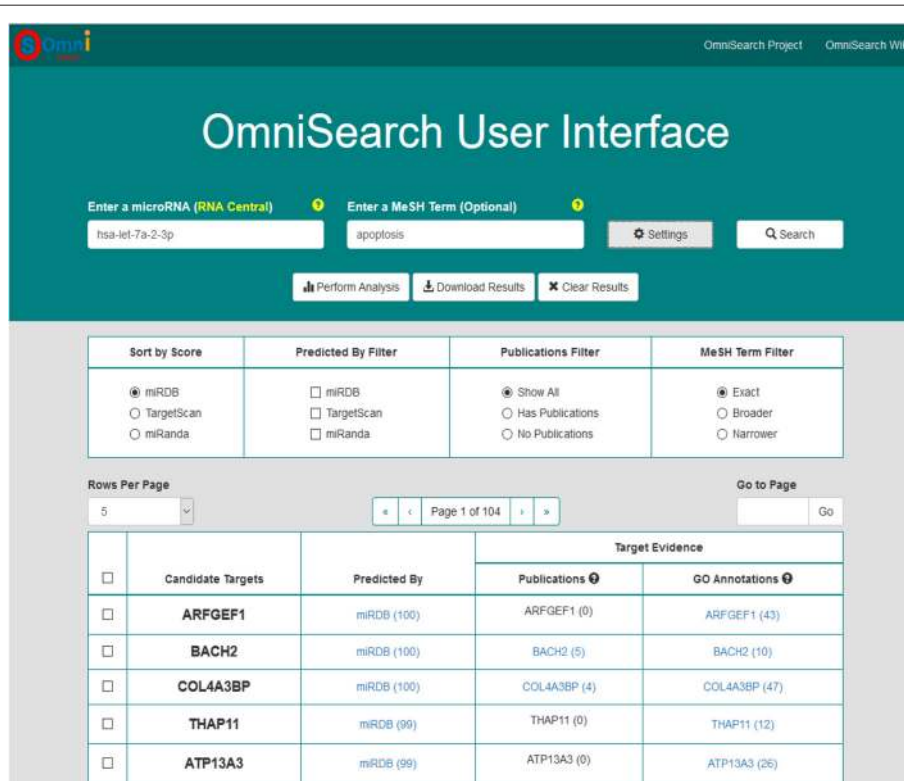 S Omni
OmniSearch Project OmniSearch Wi
OmniSearch User Interface
Enter a microRNA (RNA Central) ? Enter a MeSH Term (Optional) ?
hsa-let-7a-2-3p apoptosis Settings Search
Perform Analysis Download Results Clear Results
Sort by Score Predicted By Filter Publications Filter MeSH Term Filter
miRDB miRDB Show All Exact
TargetScan TargetScan Has Publications Broader
miRanda miRanda No Publications Narrower
Rows Per Page Go to Page
5 « ‹ Page 1 of 104 › » Go
Target Evidence
Candidate Targets Predicted By Publications ? GO Annotations ?
ARFGEF1 miRDB (100) ARFGEF1 (0) ARFGEF1 (43)
BACH2 miRDB (100) BACH2 (5) BACH2 (10)
COL4A3BP miRDB (100) COL4A3BP (4) COL4A3BP (47)
THAP11 miRDB (99) THAP11 (0) THAP11 (12)
ATP13A3 miRDB (99) ATP13A3 (0) ATP13A3 (26)